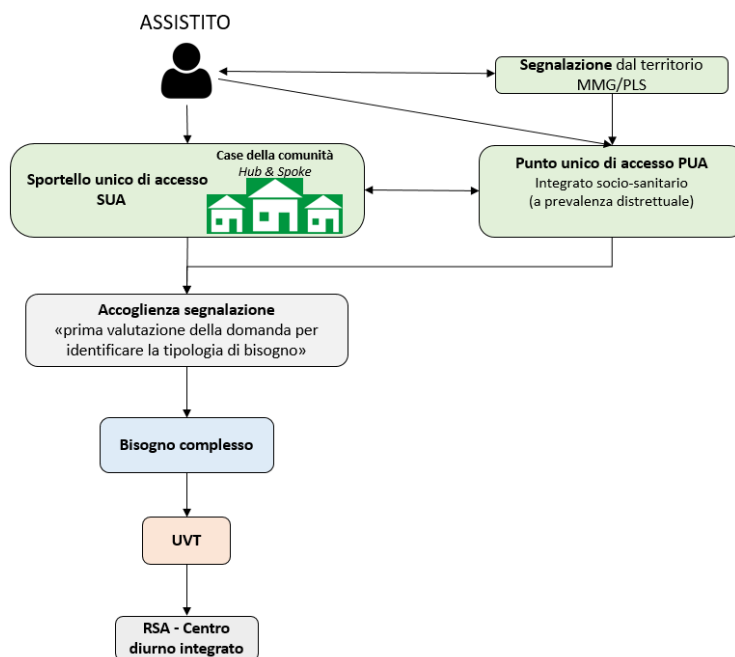 ASSISTITO
Segnalazione dal territorio
MMG/PLS
Sportello unico di accesso
SUA
Case della comunità
Hub & Spoke
Punto unico di accesso PUA
Integrato socio-sanitario
(a prevalenza distrettuale)
Accoglienza segnalazione
«prima valutazione della domanda per
identificare la tipologia di bisogno»
Bisogno complesso
UVT
RSA - Centro
diurno integrato